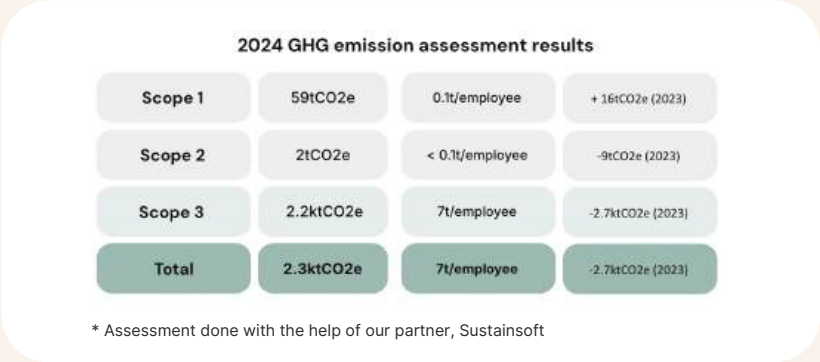 2024 GHG emission assessment results
Scope 1 59tCO2e 0.1t/employee + 16tCO2e (2023)
Scope 2 2tCO2e < 0.1t/employee -9tCO2e (2023)
Scope 3 2.2ktCO2e 7t/employee -2.7ktCO2e (2023)
Total 2.3ktCO2e 7t/employee -2.7ktCO2e (2023)
* Assessment done with the help of our partner, Sustainsoft